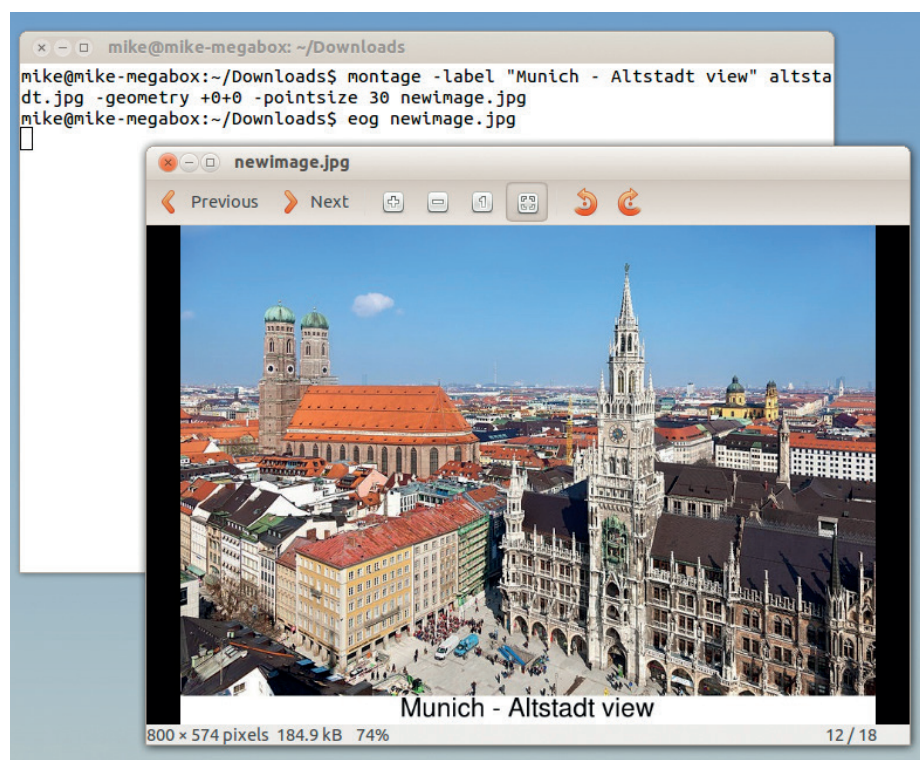 mike@mike-megabox: ~/Downloads
mike@mike-megabox:~/Downloads$ montage -label "Munich - Altstadt view" altsta
dt.jpg -geometry +0+0 -pointsize 30 newimage.jpg
mike@mike-megabox:~/Downloads$ eog newimage.jpg
newimage.jpg
Previous Next
Munich - Altstadt view
800 × 574 pixels 184.9 kB 74% 12 / 18